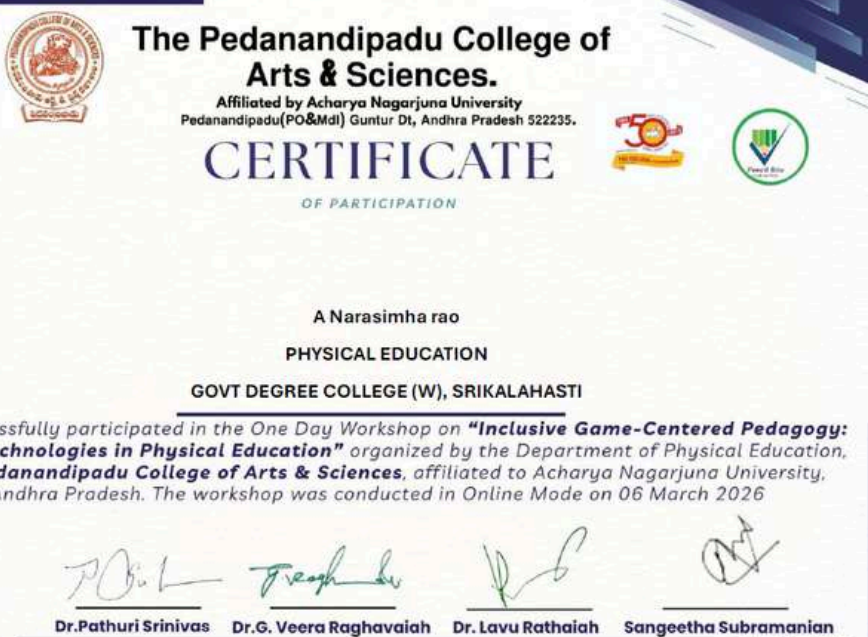 The Pedanandipadu College of
Arts & Sciences.
Affiliated by Acharya Nagarjuna University
Pedanandipadu(PO&Mdl) Guntur Dt, Andhra Pradesh 522235.
CERTIFICATE
OF PARTICIPATION
50
Pencil Bitz
A Narasimha rao
PHYSICAL EDUCATION
GOVT DEGREE COLLEGE (W), SRIKALAHASTI
ssfully participated in the One Day Workshop on "Inclusive Game-Centered Pedagogy:
chnologies in Physical Education" organized by the Department of Physical Education,
danandipadu College of Arts & Sciences, affiliated to Acharya Nagarjuna University,
Andhra Pradesh. The workshop was conducted in Online Mode on 06 March 2026
Dr.Pathuri Srinivas Dr.G. Veera Raghavaiah Dr. Lavu Rathaiah Sangeetha Subramanian